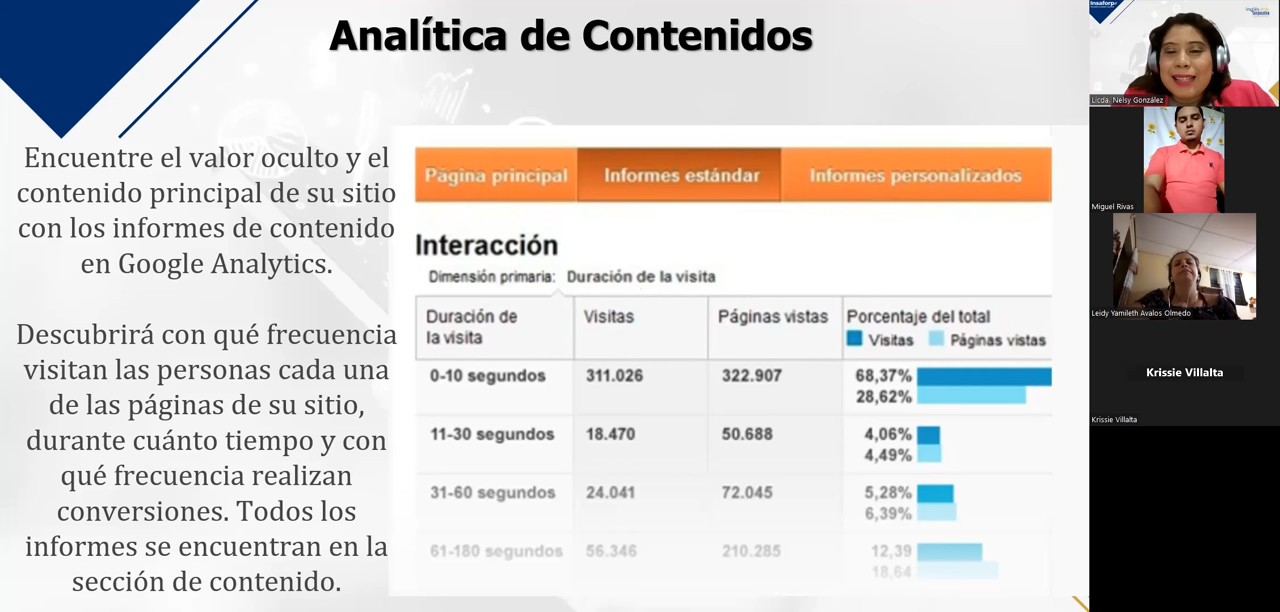 Analítica de Contenidos
Encuentre el valor oculto y el
contenido principal de su sitio
con los informes de contenido
en Google Analytics.
Descubrirá con qué frecuencia
visitan las personas cada una
de las páginas de su sitio,
durante cuánto tiempo y con
qué frecuencia realizan
conversiones. Todos los
informes se encuentran en la
sección de contenido.
Página principal Informes estándar Informes personalizados
Interacción
Dimensión primaria: Duración de la visita
Duración de la visita Visitas Páginas vistas Porcentaje del total
Visitas Páginas vistas
0-10 segundos 311.026 322.907 68,37%
28,62%
11-30 segundos 18.470 50.688 4,06%
4,49%
31-60 segundos 24.041 72.045 5,28%
6,39%
61-180 segundos 56.346 210.285 12,39
18,64
Insaforp
Licda. Nelsy González
Miguel Rivas
Leidy Yamileth Avalos Olmedo
Krissie Villalta
Krissie Villalta